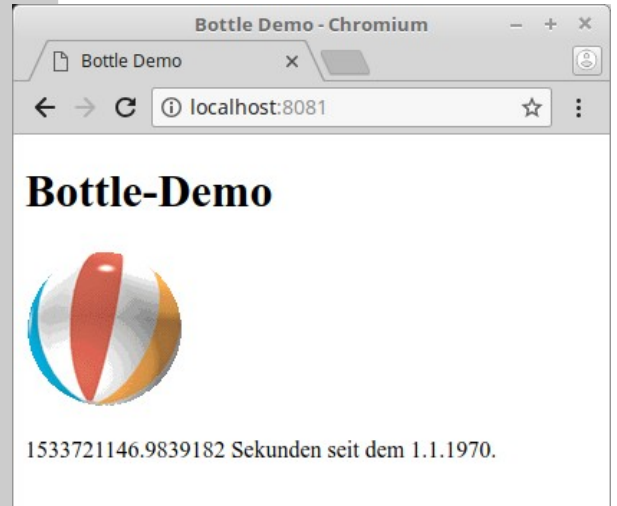 Bottle Demo - Chromium
Bottle Demo
localhost:8081
Bottle-Demo
1533721146.9839182 Sekunden seit dem 1.1.1970.